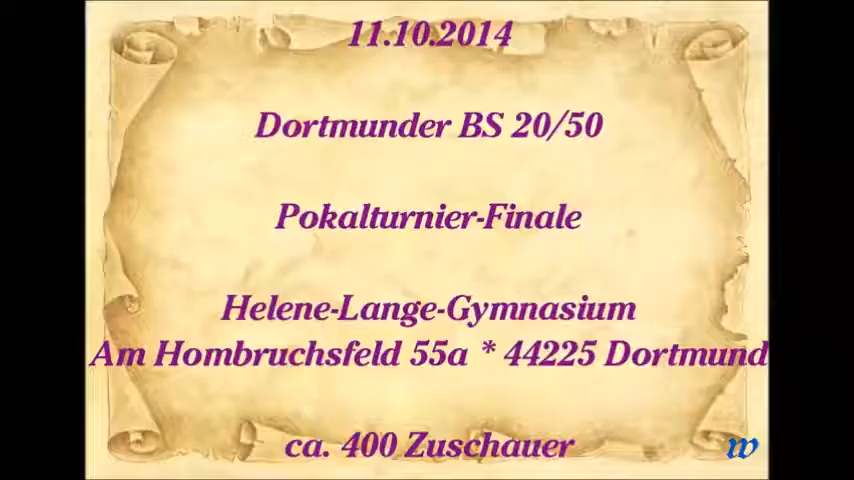 11.10.2014
Dortmunder BS 20/50
Pokalturnier-Finale
Helene-Lange-Gymnasium
Am Hombruchsfeld 55a * 44225 Dortmund
ca. 400 Zuschauer
w